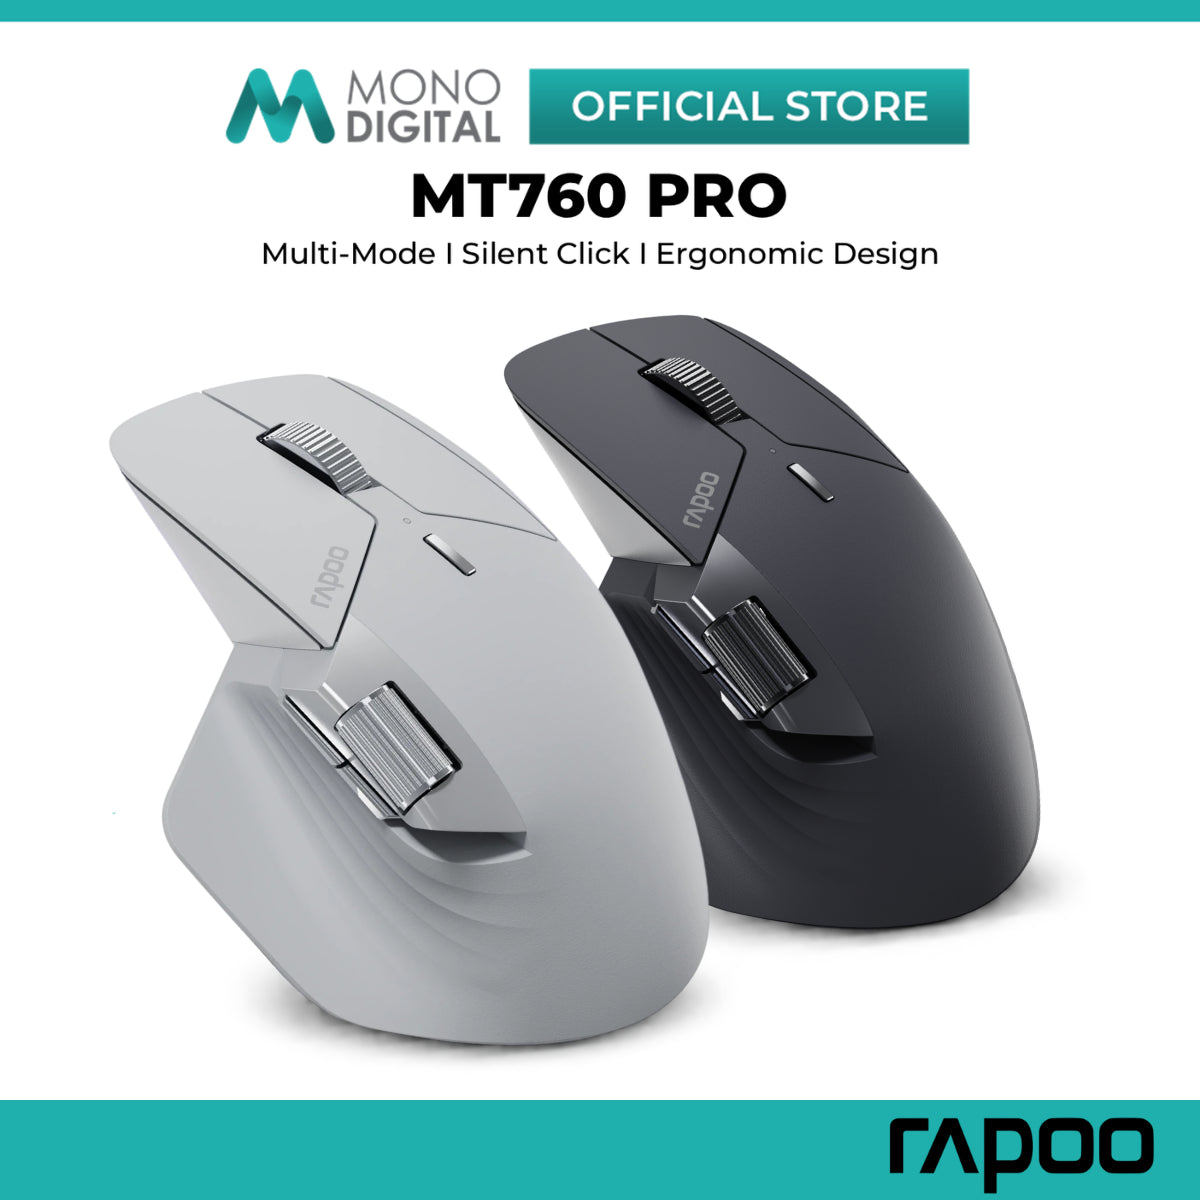 MONO
DIGITAL
OFFICIAL STORE
MT760 PRO
Multi-Mode I Silent Click I Ergonomic Design
rapoo
rapoo
rapoo